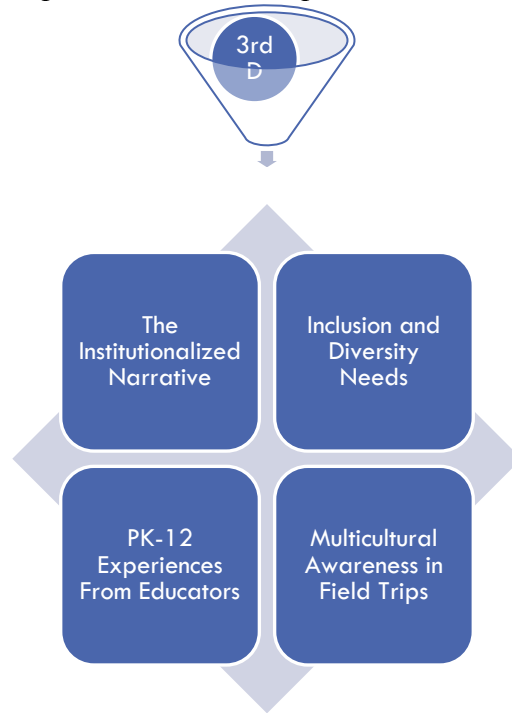 3rd
D
The
Institutionalized
Narrative
Inclusion and
Diversity
Needs
PK-12
Experiences
From Educators
Multicultural
Awareness in
Field Trips